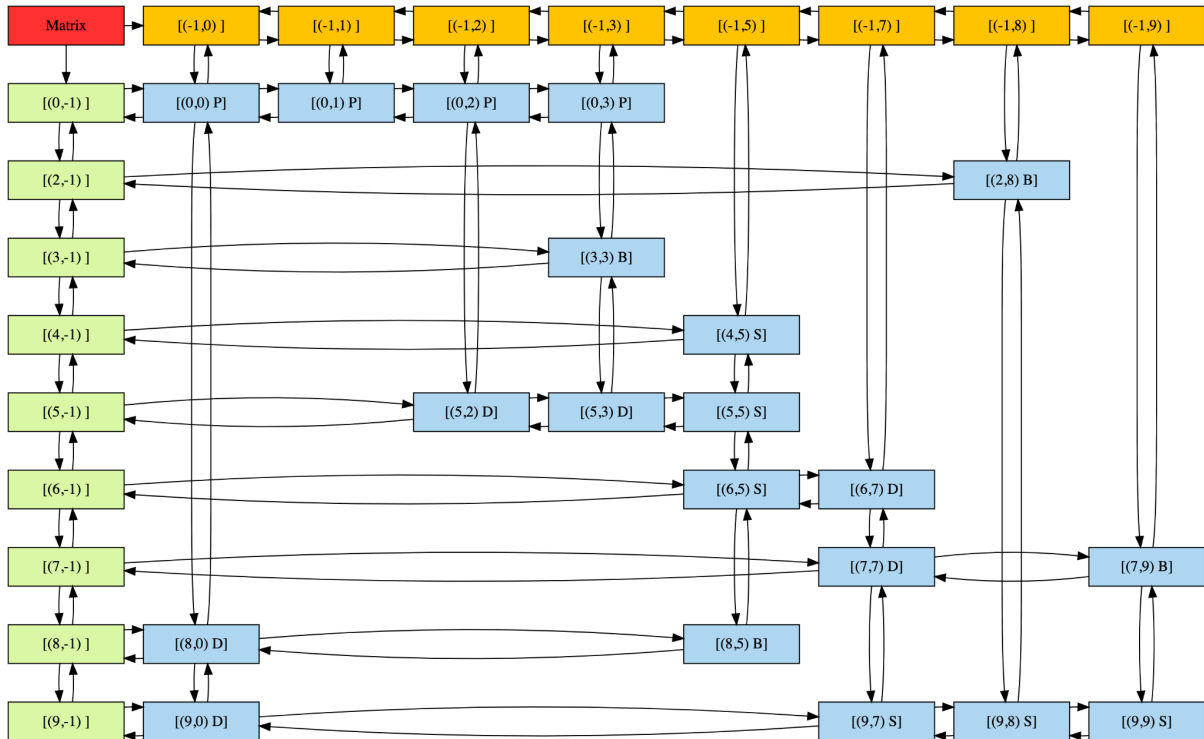 Matrix [(-1,0) ] [(-1,1) ] [(-1,2) ] [(-1,3) ] [(-1,5) ] [(-1,7) ] [(-1,8) ] [(-1,9) ]
[(0,-1) ] [(0,0) P] [(0,1) P] [(0,2) P] [(0,3) P]
[(2,-1) ] [(2,8) B]
[(3,-1) ] [(3,3) B]
[(4,-1) ] [(4,5) S]
[(5,-1) ] [(5,2) D] [(5,3) D] [(5,5) S]
[(6,-1) ] [(6,5) S] [(6,7) D]
[(7,-1) ] [(7,7) D] [(7,9) B]
[(8,-1) ] [(8,0) D] [(8,5) B]
[(9,-1) ] [(9,0) D] [(9,7) S] [(9,8) S] [(9,9) S]